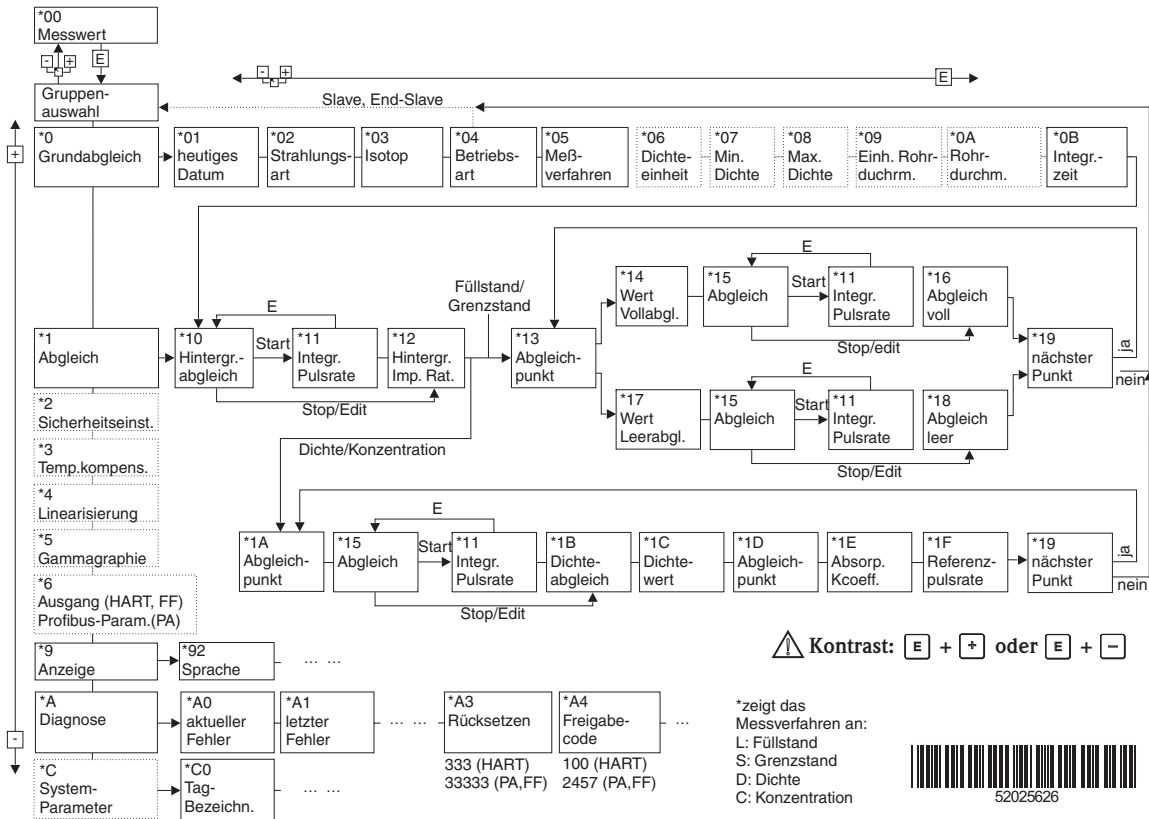 *00
Messwert
- +
E
Gruppen-
auswahl
- +
E
Slave, End-Slave
+
*0
Grundabgleich
*01
heutiges
Datum
*02
Strahlungs-
art
*03
Isotop
*04
Betriebs-
art
*05
Meß-
verfahren
*06
Dichte-
einheit
*07
Min.
Dichte
*08
Max.
Dichte
*09
Einh. Rohr-
duchrm.
*0A
Rohr-
durchm.
*0B
Integr.-
zeit
*1
Abgleich
*10
Hintergr.-
abgleich
E
Start
*11
Integr.
Pulsrate
*12
Hintergr.
Imp. Rat.
Stop/Edit
Füllstand/
Grenzstand
*13
Abgleich-
punkt
*14
Wert
Vollabgl.
*15
Abgleich
E
Start
*11
Integr.
Pulsrate
*16
Abgleich
voll
Stop/edit
*17
Wert
Leerabgl.
*15
Abgleich
E
Start
*11
Integr.
Pulsrate
*18
Abgleich
leer
Stop/Edit
*19
nächster
Punkt
ja
nein
*2
Sicherheitseinst.
*3
Temp.kompens.
*4
Linearisierung
*5
Gammagraphie
*6
Ausgang (HART, FF)
Profibus-Param.(PA)
Dichte/Konzentration
*1A
Abgleich-
punkt
*15
Abgleich
E
Start
*11
Integr.
Pulsrate
*1B
Dichte-
abgleich
Stop/Edit
*1C
Dichte-
wert
*1D
Abgleich-
punkt
*1E
Absorp.
Kcoeff.
*1F
Referenz-
pulsrate
*19
nächster
Punkt
ja
nein
*9
Anzeige
*92
Sprache
... ...
Kontrast: E + + oder E + -
*A
Diagnose
*A0
aktueller
Fehler
*A1
letzter
Fehler
... ...
*A3
Rücksetzen
333 (HART)
33333 (PA,FF)
*A4
Freigabe-
code
100 (HART)
2457 (PA,FF)
...
-
*C
System-
Parameter
*C0
Tag-
Bezeichn.
... ...
*zeigt das
Messverfahren an:
L: Füllstand
S: Grenzstand
D: Dichte
C: Konzentration
52025626